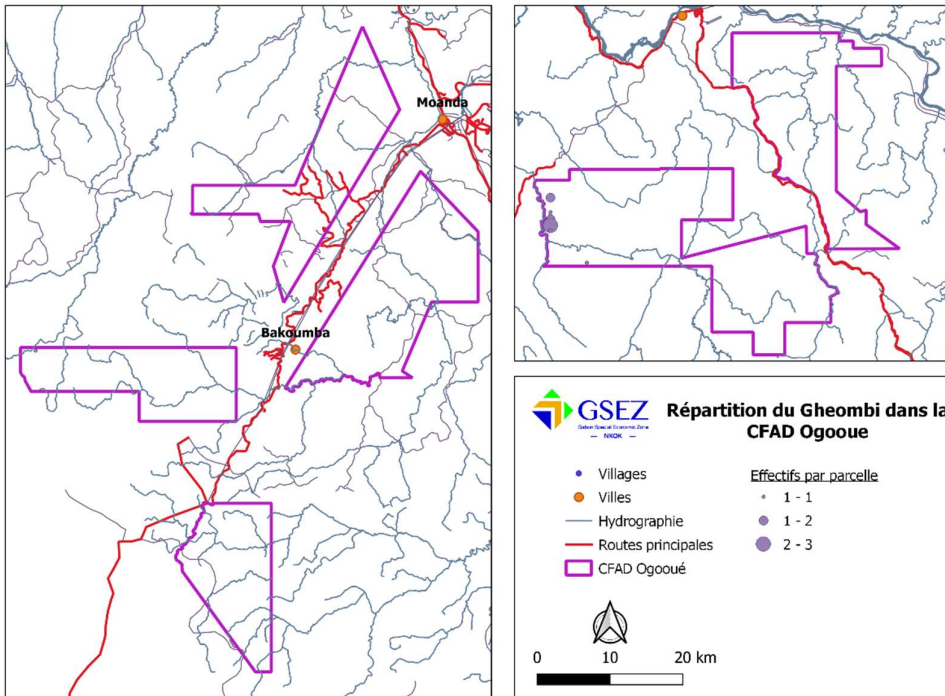 Moanda
Bakoumba
GSEZ
Gabon Special Economic Zone
— NKOK —
Répartition du Gheombi dans la
CFAD Ogooue
Villages
Villes
Hydrographie
Routes principales
CFAD Ogooué
Effectifs par parcelle
1 - 1
1 - 2
2 - 3
0 10 20 km